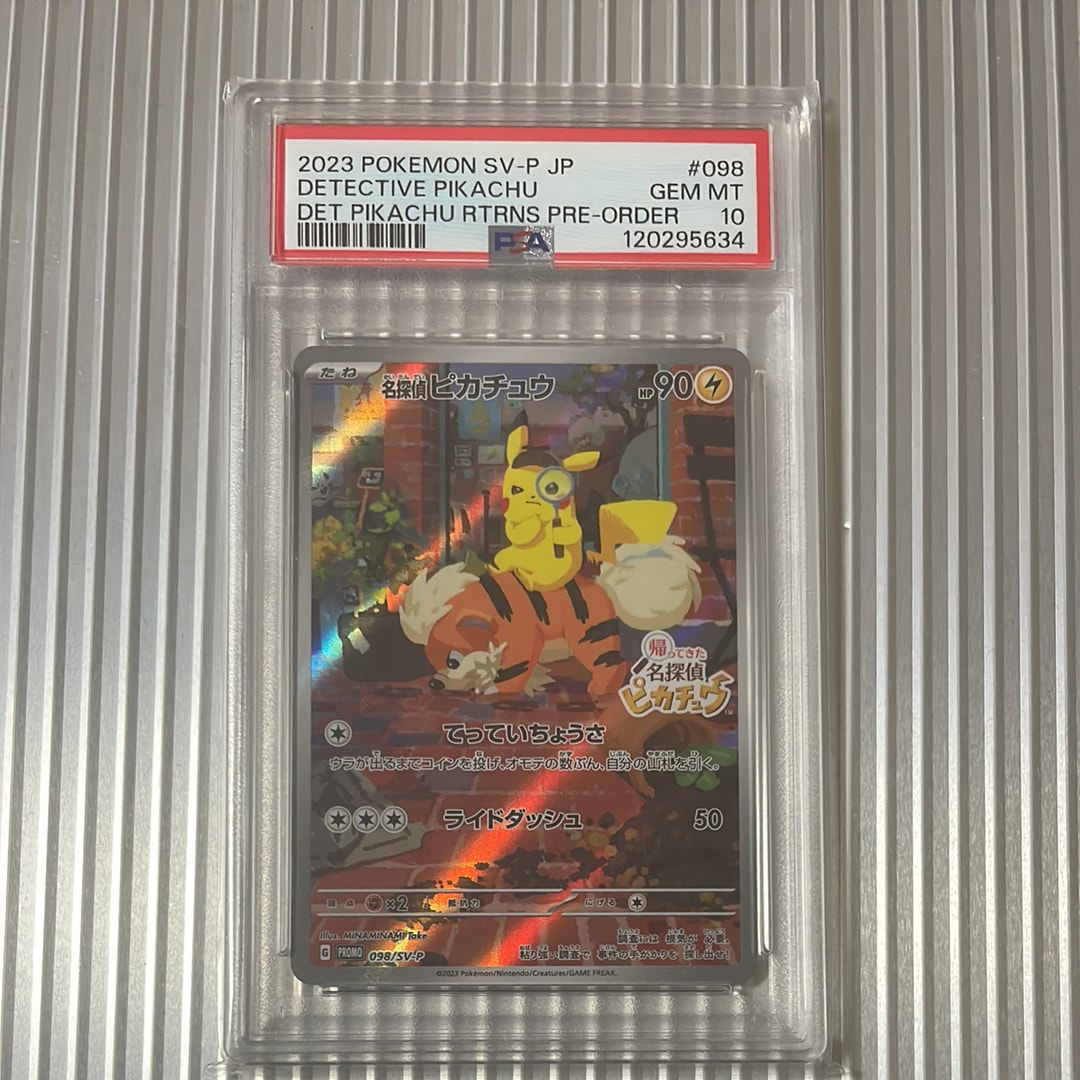 2023 POKEMON SV-P JP #098
DETECTIVE PIKACHU GEM MT
DET PIKACHU RTRNS PRE-ORDER 10
PSA 120295634
たね 名探偵ピカチュウ HP90
帰ってきた
名探偵
ピカチュウ
てっていちょうさ
ウラが出るまでコインを投げ、オモテの数ぶん、自分の山札を引く。
ライドダッシュ 50
弱点 ×2 抵抗力 にげる
Illus. MINAMINAMI Take
調査には 根気が 必要。
G PROMO 098/SV-P
粘り強い調査で 事件の手がかりを 探し出せ!
©2023 Pokémon/Nintendo/Creatures/GAME FREAK.